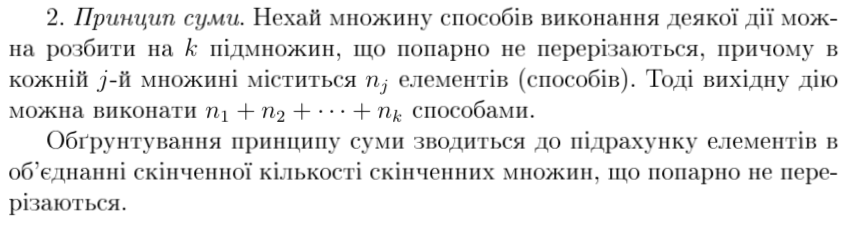 2. Принцип суми. Нехай множину способів виконання деякої дії мож-
на розбити на k підмножин, що попарно не перерізаються, причому в
кожній j-й множині міститься n_j елементів (способів). Тоді вихідну дію
можна виконати n₁ + n₂ + ⋯ + n_k способами.
Обґрунтування принципу суми зводиться до підрахунку елементів в
об'єднанні скінченної кількості скінченних множин, що попарно не пере-
різаються.